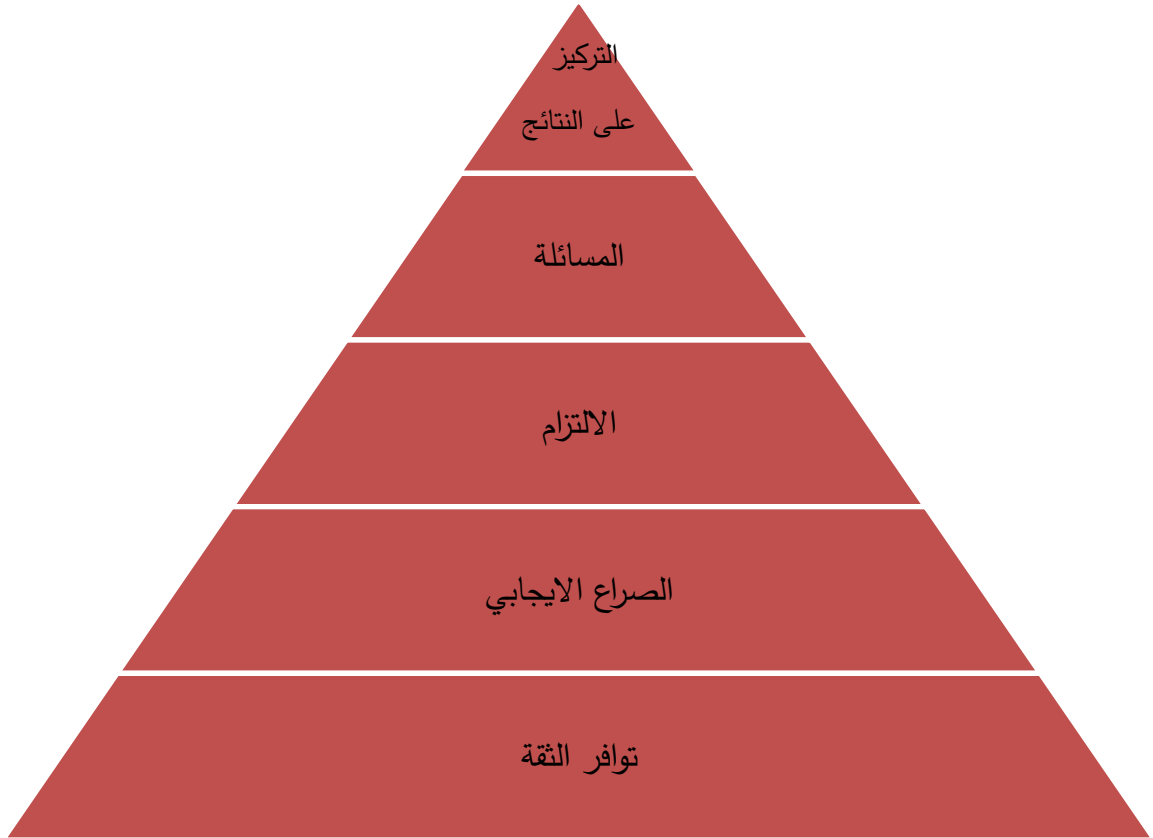 التركيز
على النتائج
المسائلة
الالتزام
الصراع الايجابي
توافر الثقة